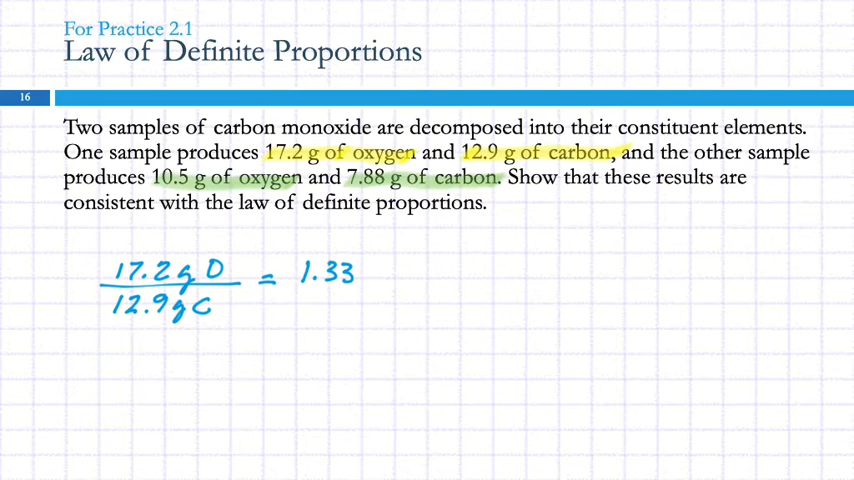 For Practice 2.1
Law of Definite Proportions
16
Two samples of carbon monoxide are decomposed into their constituent elements.
One sample produces 17.2 g of oxygen and 12.9 g of carbon, and the other sample
produces 10.5 g of oxygen and 7.88 g of carbon. Show that these results are
consistent with the law of definite proportions.
17.2 g O
= 1.33
12.9 g C